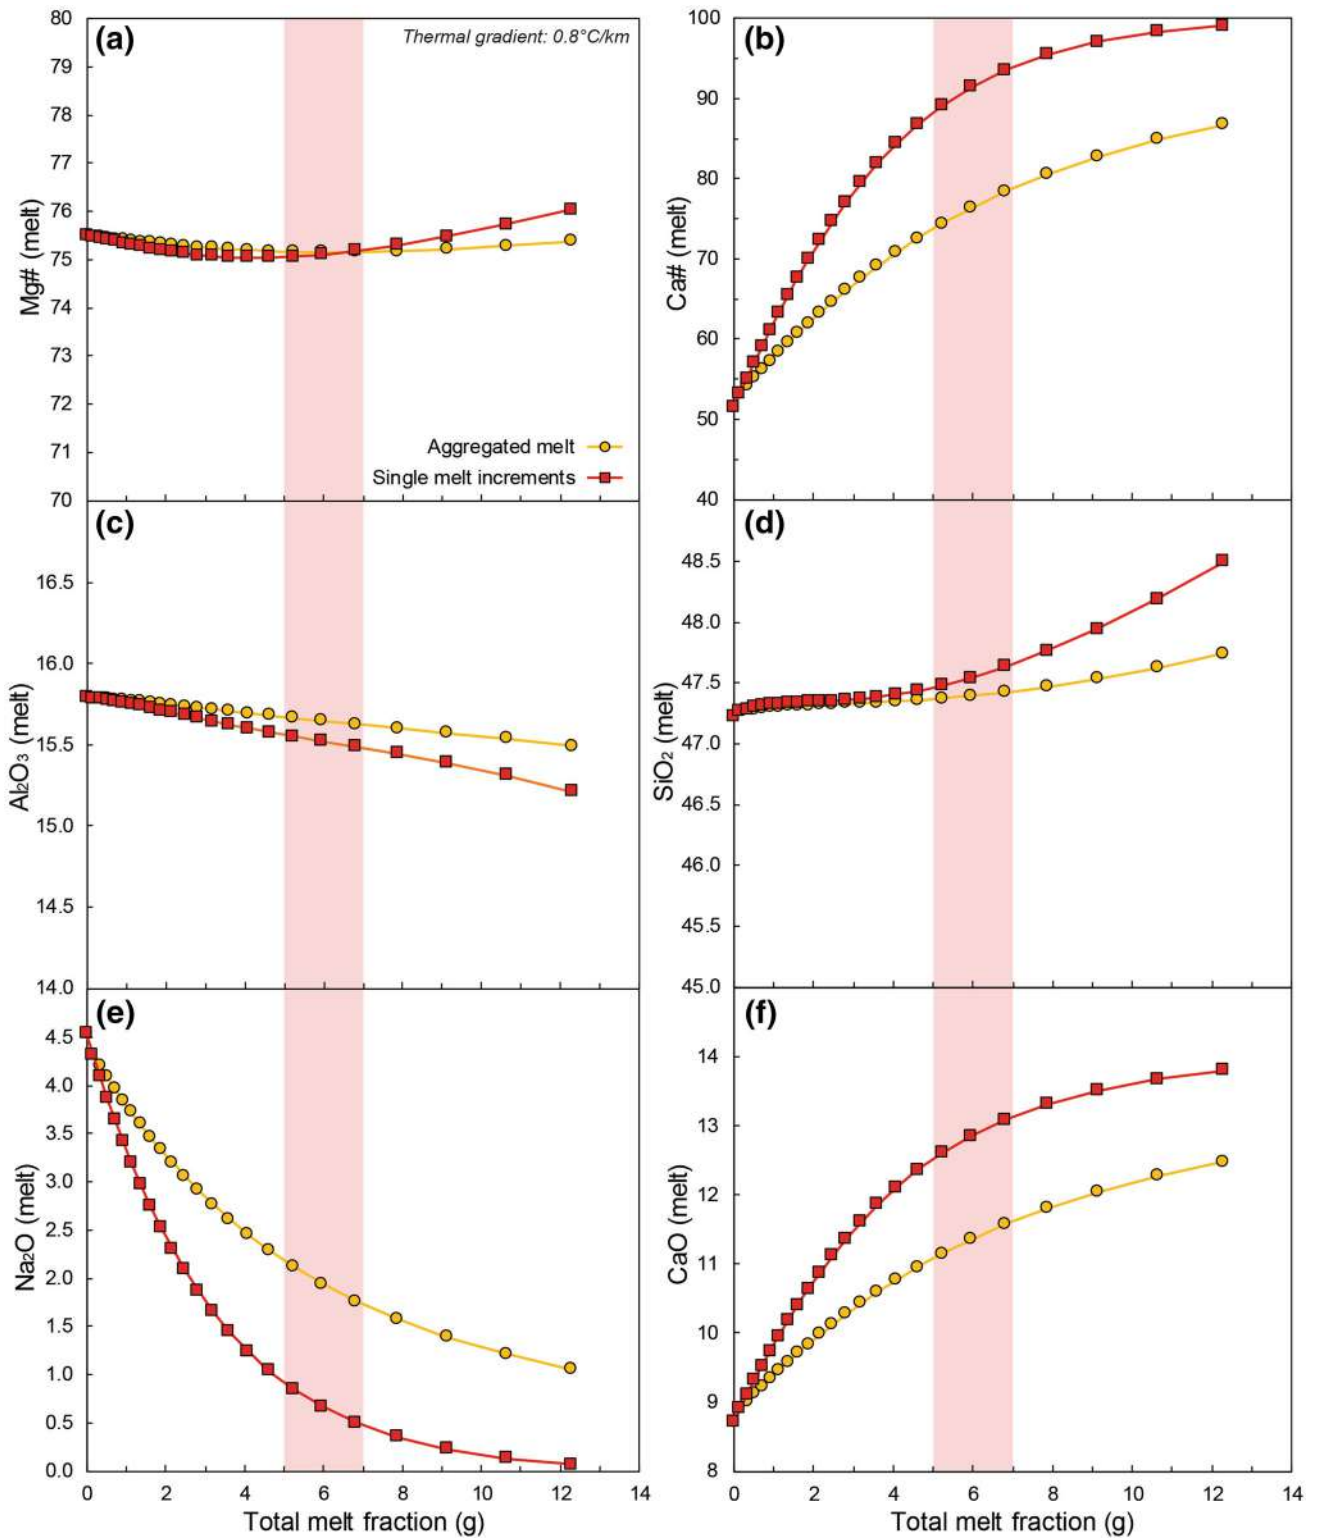 (a)
Thermal gradient: 0.8°C/km
80
79
78
77
76
75
74
73
72
71
70
Mg# (melt)
Aggregated melt
Single melt increments
(b)
100
90
80
70
60
50
40
Ca# (melt)
(c)
16.5
16.0
15.5
15.0
14.5
14.0
Al₂O₃ (melt)
(d)
48.5
48.0
47.5
47.0
46.5
46.0
45.5
45.0
SiO₂ (melt)
(e)
4.5
4.0
3.5
3.0
2.5
2.0
1.5
1.0
0.5
0.0
Na₂O (melt)
0 2 4 6 8 10 12 14
Total melt fraction (g)
(f)
14
13
12
11
10
9
8
CaO (melt)
0 2 4 6 8 10 12 14
Total melt fraction (g)